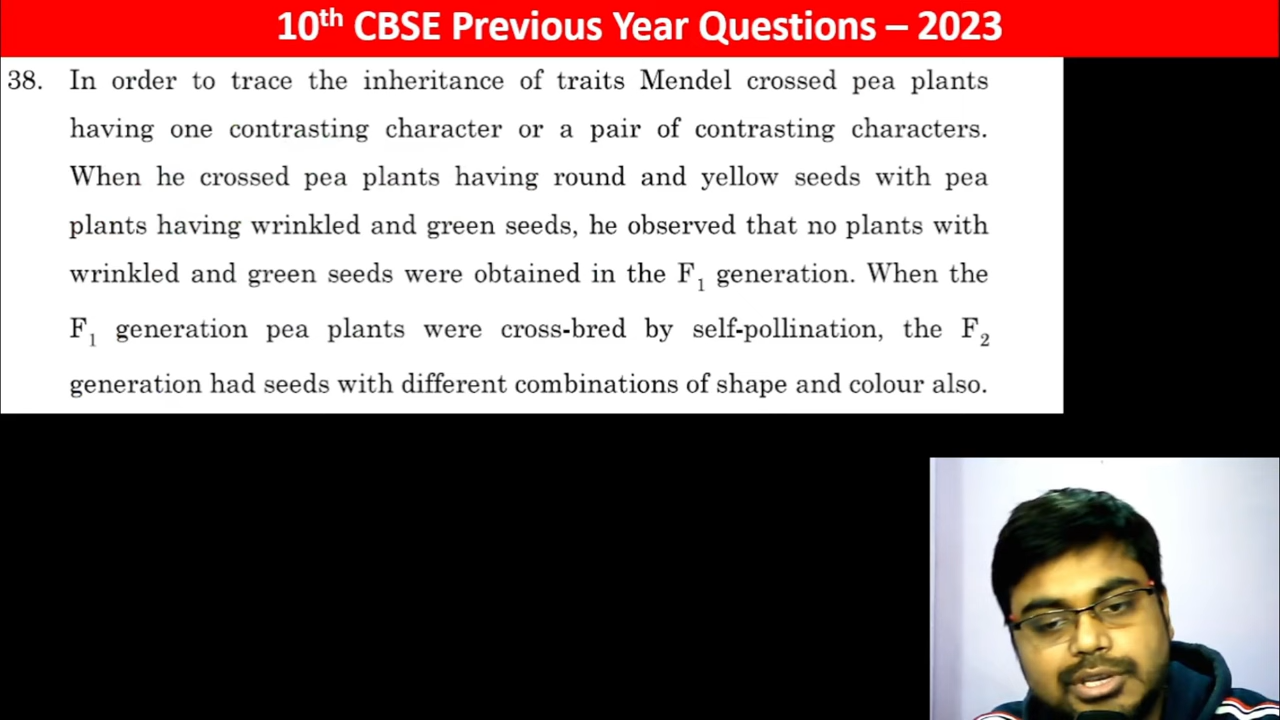 10th CBSE Previous Year Questions – 2023
38. In order to trace the inheritance of traits Mendel crossed pea plants
having one contrasting character or a pair of contrasting characters.
When he crossed pea plants having round and yellow seeds with pea
plants having wrinkled and green seeds, he observed that no plants with
wrinkled and green seeds were obtained in the F₁ generation. When the
F₁ generation pea plants were cross-bred by self-pollination, the F₂
generation had seeds with different combinations of shape and colour also.